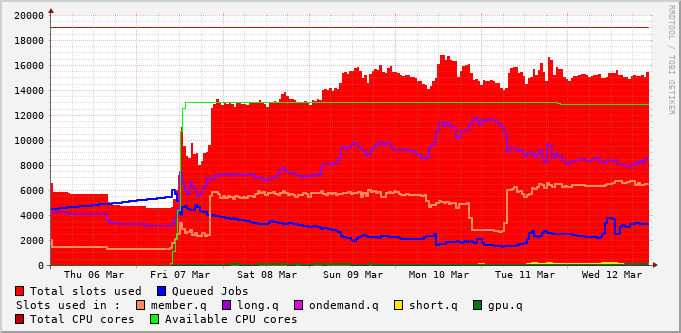 20000
18000
16000
14000
12000
10000
8000
6000
4000
2000
0
Thu 06 Mar Fri 07 Mar Sat 08 Mar Sun 09 Mar Mon 10 Mar Tue 11 Mar Wed 12 Mar
RRDTOOL / TOBI OETIKER
Total slots used Queued Jobs
Slots used in : member.q long.q ondemand.q short.q gpu.q
Total CPU cores Available CPU cores